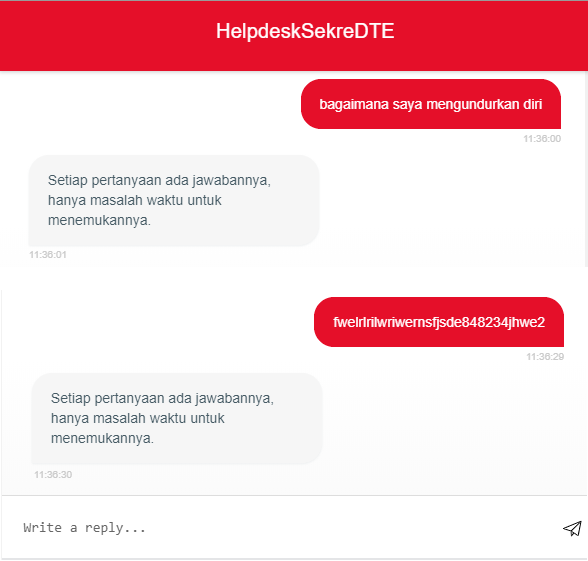 HelpdeskSekreDTE
bagaimana saya mengundurkan diri
11:36:00
Setiap pertanyaan ada jawabannya,
hanya masalah waktu untuk
menemukannya.
11:36:01
fwelrlrilwriwernsfjsde848234jhwe2
11:36:29
Setiap pertanyaan ada jawabannya,
hanya masalah waktu untuk
menemukannya.
11:36:30
Write a reply...